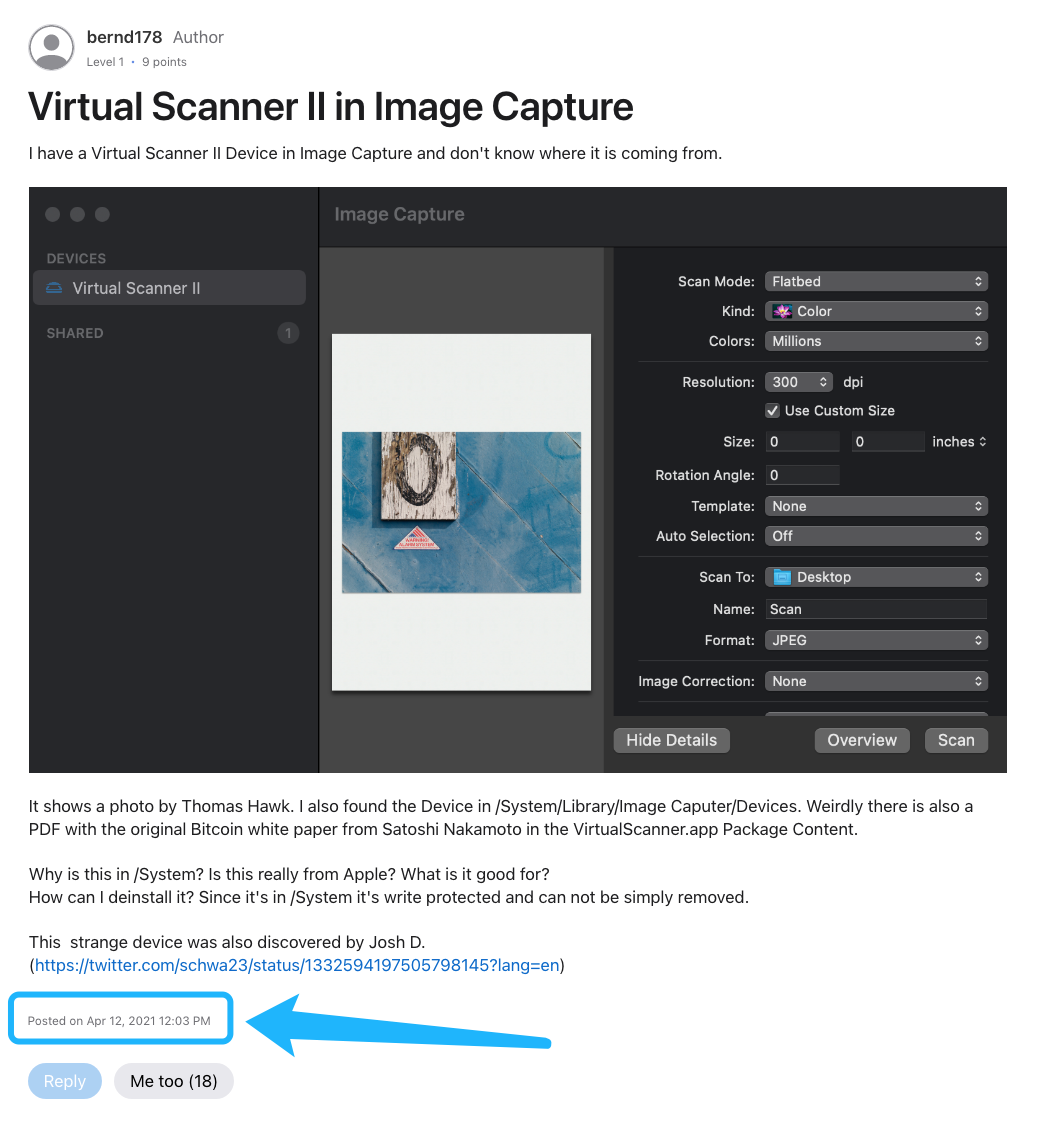 bernd178 Author
Level 1 • 9 points
Virtual Scanner II in Image Capture
I have a Virtual Scanner II Device in Image Capture and don't know where it is coming from.
Image Capture
DEVICES
Virtual Scanner II
SHARED 1
Scan Mode: Flatbed
Kind: Color
Colors: Millions
Resolution: 300 dpi
Use Custom Size
Size: 0 0 inches
Rotation Angle: 0
Template: None
Auto Selection: Off
Scan To: Desktop
Name: Scan
Format: JPEG
Image Correction: None
Hide Details Overview Scan
0
WARNING!
ALARM SYSTEM
It shows a photo by Thomas Hawk. I also found the Device in /System/Library/Image Caputer/Devices. Weirdly there is also a
PDF with the original Bitcoin white paper from Satoshi Nakamoto in the VirtualScanner.app Package Content.
Why is this in /System? Is this really from Apple? What is it good for?
How can I deinstall it? Since it's in /System it's write protected and can not be simply removed.
This  strange device was also discovered by Josh D.
(https://twitter.com/schwa23/status/1332594197505798145?lang=en)
Posted on Apr 12, 2021 12:03 PM
Reply Me too (18)